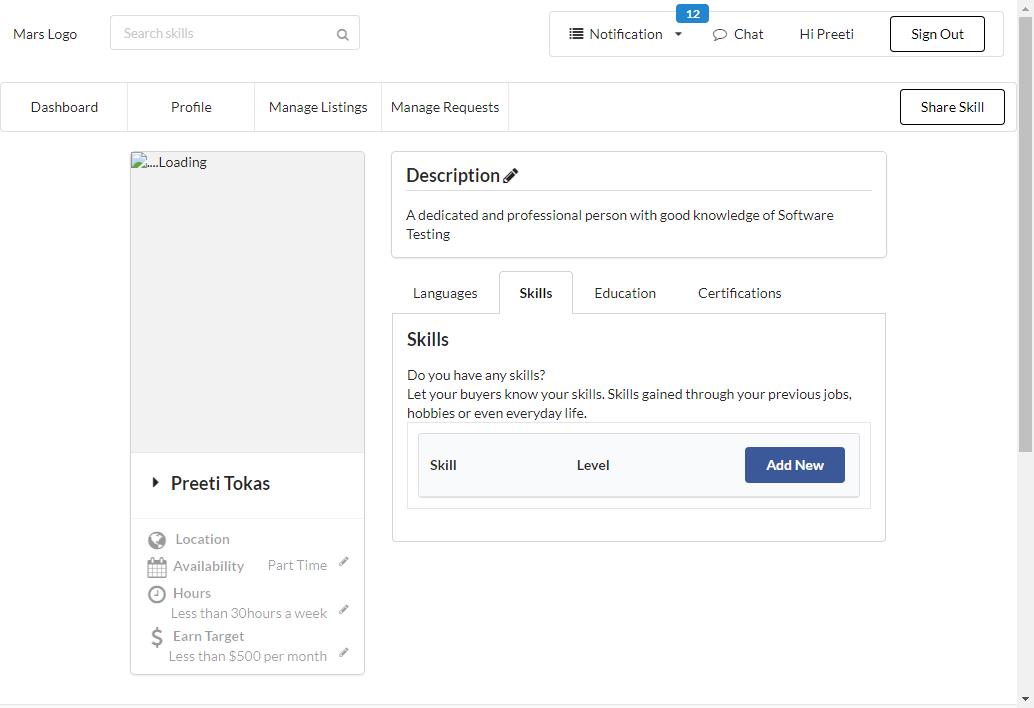 12
Mars Logo
Search skills
Notification
Chat
Hi Preeti
Sign Out
Dashboard
Profile
Manage Listings
Manage Requests
Share Skill
....Loading
Description
A dedicated and professional person with good knowledge of Software
Testing
Languages
Skills
Education
Certifications
Skills
Do you have any skills?
Let your buyers know your skills. Skills gained through your previous jobs,
hobbies or even everyday life.
Skill
Level
Add New
Preeti Tokas
Location
Availability
Part Time
Hours
Less than 30hours a week
Earn Target
Less than $500 per month